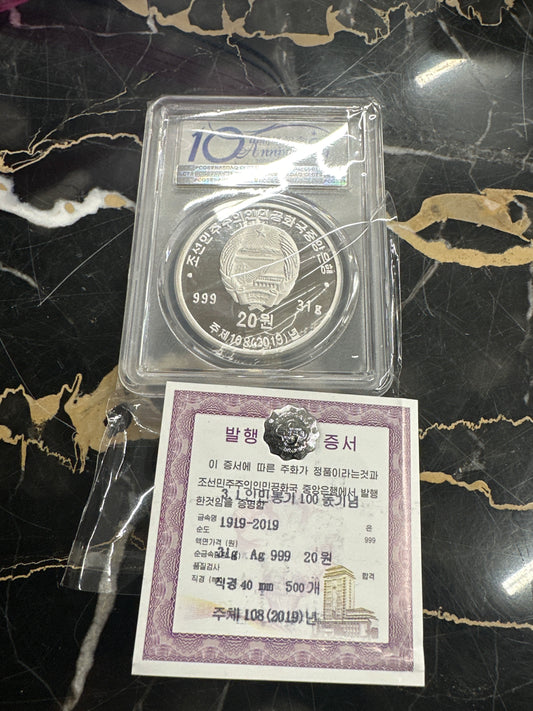 10
Anniversary
조선민주주의인민공화국중앙은행
999
31g
20원
주체108(2019)년
발행 증서
이 증서에 따른 주화가 정품이라는것과
조선민주주의인민공화국 중앙은행에서 발행
한것임을 증명함
3.1인민봉기 100돐기념
금속명 은
1919-2019
순도 999
액면가격 (원)
31g Ag 999 20원
품질검사 합격
직경
직경 40 mm 500개
주체108(2019)년